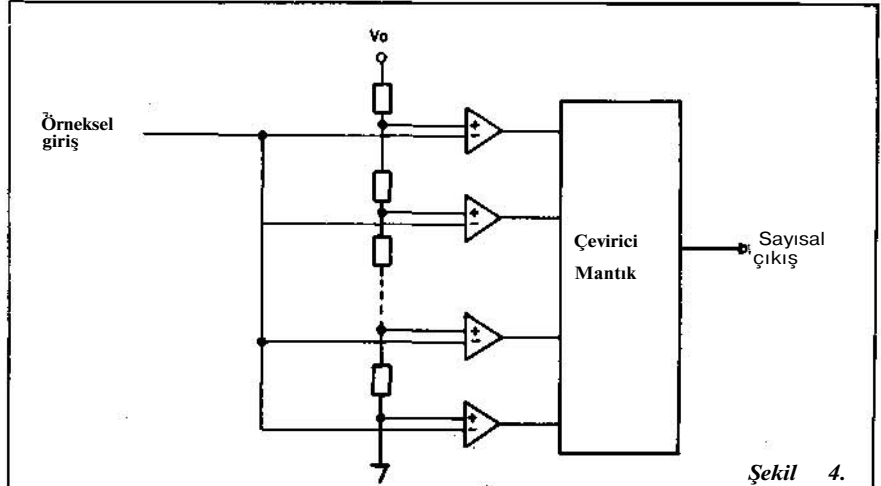 Vo
Örneksel
giriş
+
-
+
-
Çevirici
Mantık
Sayısal
çıkış
+
-
+
-
Şekil 4.